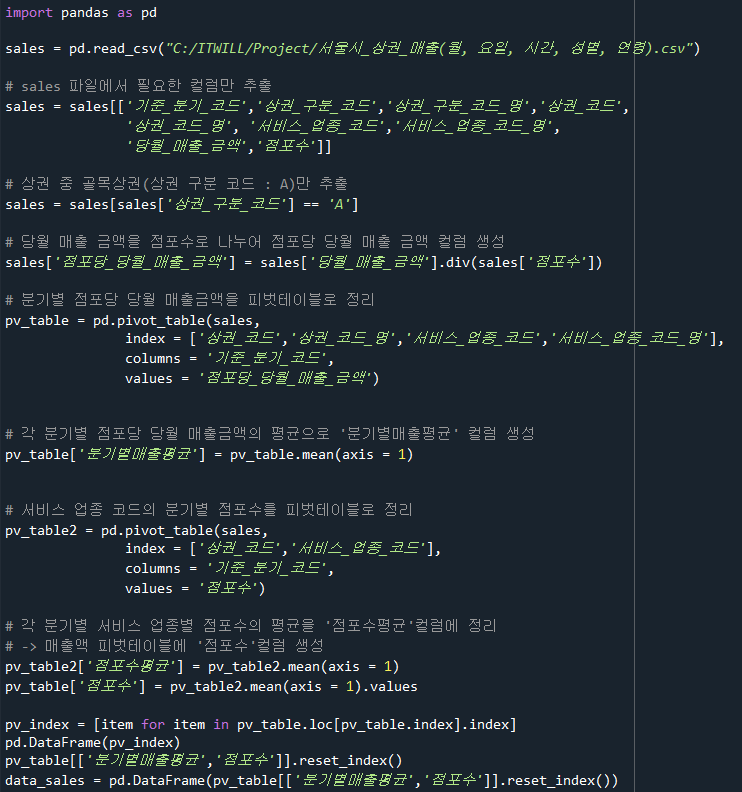 import pandas as pd
sales = pd.read_csv("C:/ITWILL/Project/서울시_상권_매출(월, 요일, 시간, 성별, 연령).csv")
# sales 파일에서 필요한 컬럼만 추출
sales = sales[['기준_분기_코드','상권_구분_코드','상권_구분_코드_명','상권_코드',
'상권_코드_명', '서비스_업종_코드','서비스_업종_코드_명',
'당월_매출_금액','점포수']]
# 상권 중 골목상권(상권 구분 코드 : A)만 추출
sales = sales[sales['상권_구분_코드'] == 'A']
# 당월 매출 금액을 점포수로 나누어 점포당 당월 매출 금액 컬럼 생성
sales['점포당_당월_매출_금액'] = sales['당월_매출_금액'].div(sales['점포수'])
# 분기별 점포당 당월 매출금액을 피벗테이블로 정리
pv_table = pd.pivot_table(sales,
index = ['상권_코드','상권_코드_명','서비스_업종_코드','서비스_업종_코드_명'],
columns = '기준_분기_코드',
values = '점포당_당월_매출_금액')
# 각 분기별 점포당 당월 매출금액의 평균으로 '분기별매출평균' 컬럼 생성
pv_table['분기별매출평균'] = pv_table.mean(axis = 1)
# 서비스 업종 코드의 분기별 점포수를 피벗테이블로 정리
pv_table2 = pd.pivot_table(sales,
index = ['상권_코드','서비스_업종_코드'],
columns = '기준_분기_코드',
values = '점포수')
# 각 분기별 서비스 업종별 점포수의 평균을 '점포수평균'컬럼에 정리
# -> 매출액 피벗테이블에 '점포수'컬럼 생성
pv_table2['점포수평균'] = pv_table2.mean(axis = 1)
pv_table['점포수'] = pv_table2.mean(axis = 1).values
pv_index = [item for item in pv_table.loc[pv_table.index].index]
pd.DataFrame(pv_index)
pv_table[['분기별매출평균','점포수']].reset_index()
data_sales = pd.DataFrame(pv_table[['분기별매출평균','점포수']].reset_index())